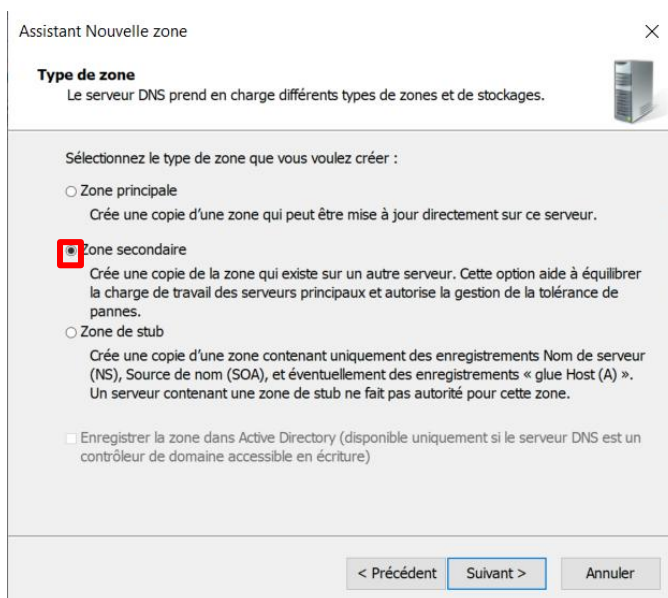 Assistant Nouvelle zone
Type de zone
Le serveur DNS prend en charge différents types de zones et de stockages.
Sélectionnez le type de zone que vous voulez créer :
Zone principale
Crée une copie d'une zone qui peut être mise à jour directement sur ce serveur.
Zone secondaire
Crée une copie de la zone qui existe sur un autre serveur. Cette option aide à équilibrer
la charge de travail des serveurs principaux et autorise la gestion de la tolérance de
pannes.
Zone de stub
Crée une copie d'une zone contenant uniquement des enregistrements Nom de serveur
(NS), Source de nom (SOA), et éventuellement des enregistrements « glue Host (A) ».
Un serveur contenant une zone de stub ne fait pas autorité pour cette zone.
Enregistrer la zone dans Active Directory (disponible uniquement si le serveur DNS est un
contrôleur de domaine accessible en écriture)
< Précédent Suivant > Annuler